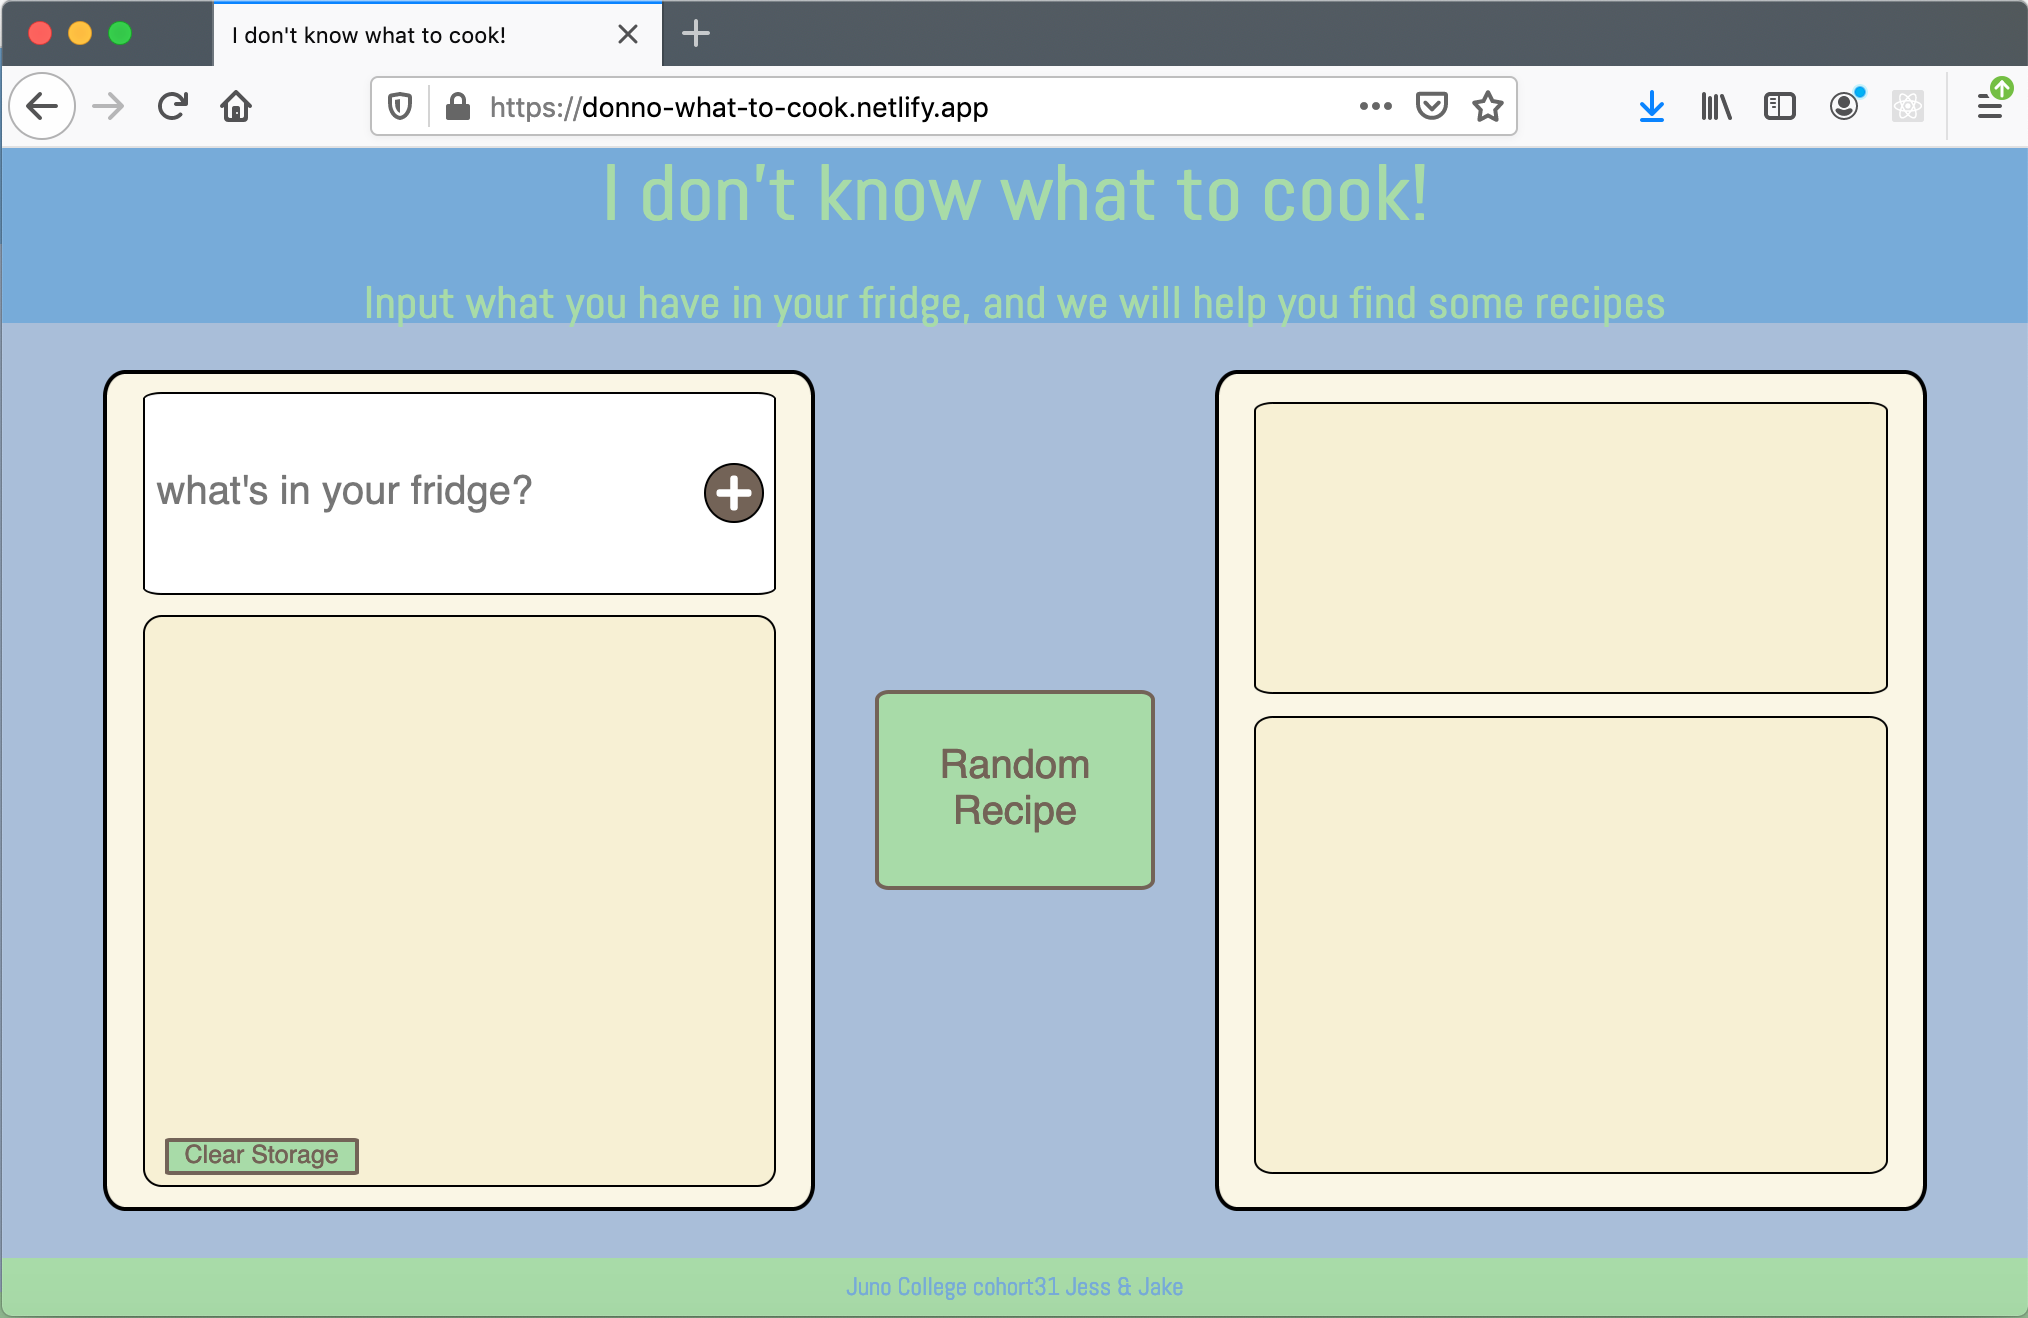 I don't know what to cook!
https://donno-what-to-cook.netlify.app
I don't know what to cook!
Input what you have in your fridge, and we will help you find some recipes
what's in your fridge?
Random
Recipe
Clear Storage
Juno College cohort31 Jess & Jake